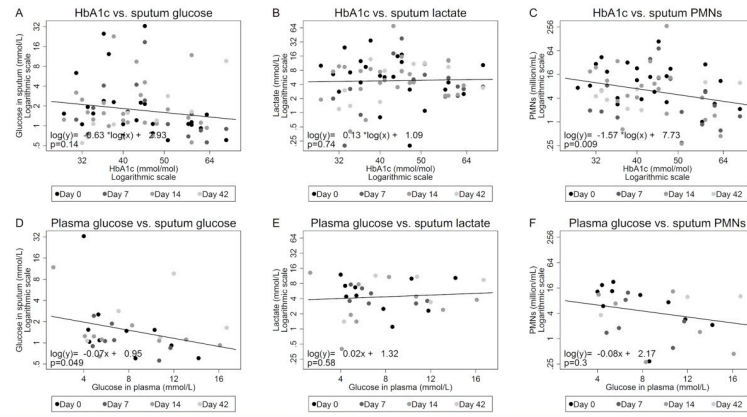 A HbA1c vs. sputum glucose
Glucose in sputum (mmol/L)
Logarithmic scale
32
16
8
4
2
1
.5
log(y)= -0.63 *log(x) + 2.93
p=0.14
32 40 50 64
HbA1c (mmol/mol)
Logarithmic scale
Day 0 Day 7 Day 14 Day 42
B HbA1c vs. sputum lactate
Lactate (mmol/L)
Logarithmic scale
64
32
16
8
4
2
1
.5
.25
log(y)= 0.13 *log(x) + 1.09
p=0.74
32 40 50 64
HbA1c (mmol/mol)
Logarithmic scale
Day 0 Day 7 Day 14 Day 42
C HbA1c vs. sputum PMNs
PMNs (million/mL)
Logarithmic scale
256
64
16
4
1
.25
log(y)= -1.57 *log(x) + 7.73
p=0.009
32 40 50 64
HbA1c (mmol/mol)
Logarithmic scale
Day 0 Day 7 Day 14 Day 42
D Plasma glucose vs. sputum glucose
Glucose in sputum (mmol/L)
Logarithmic scale
32
16
8
4
2
1
.5
log(y)= -0.07x + 0.95
p=0.049
4 8 12 16
Glucose in plasma (mmol/L)
Day 0 Day 7 Day 14 Day 42
E Plasma glucose vs. sputum lactate
Lactate (mmol/L)
Logarithmic scale
64
32
16
8
4
2
1
.5
.25
log(y)= 0.02x + 1.32
p=0.58
4 8 12 16
Glucose in plasma (mmol/L)
Day 0 Day 7 Day 14 Day 42
F Plasma glucose vs. sputum PMNs
PMNs (million/mL)
Logarithmic scale
256
64
16
4
1
.25
log(y)= -0.08x + 2.17
p=0.3
4 8 12 16
Glucose in plasma (mmol/L)
Day 0 Day 7 Day 14 Day 42